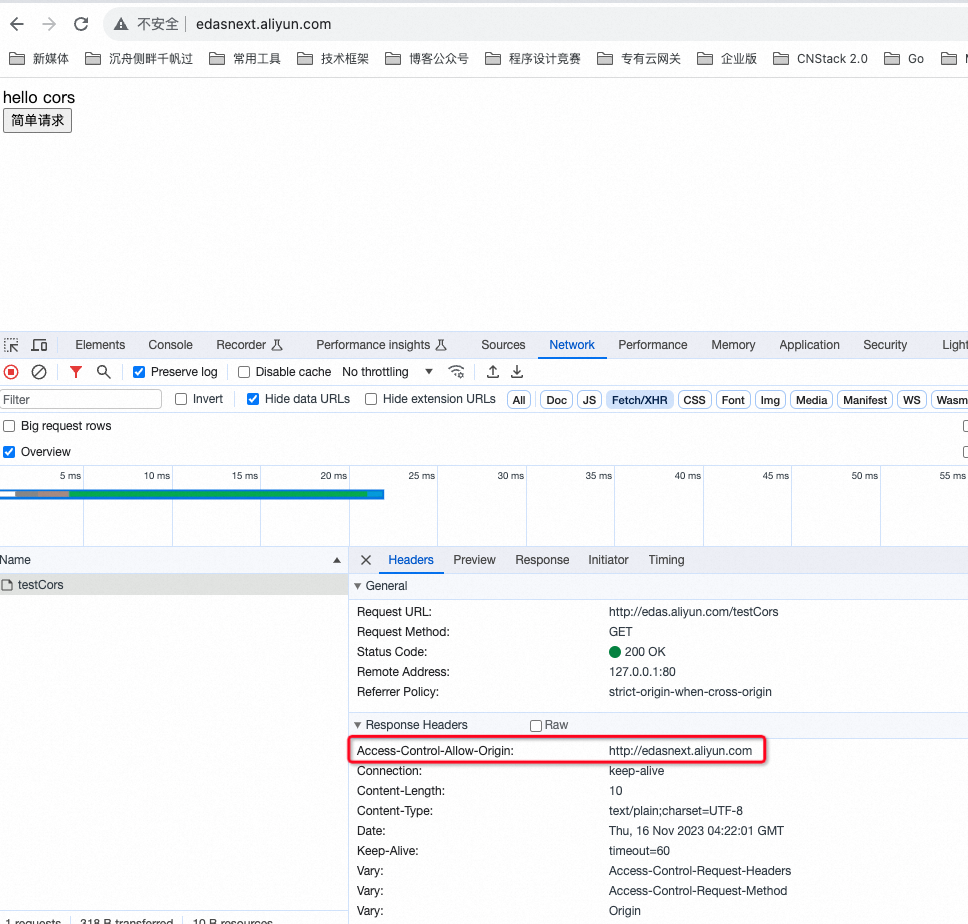 不安全 edasnext.aliyun.com
新媒体 沉舟侧畔千帆过 常用工具 技术框架 博客公众号 程序设计竞赛 专有云网关 企业版 CNStack 2.0 Go
hello cors
简单请求
Elements Console Recorder Performance insights Sources Network Performance Memory Application Security Light
Preserve log Disable cache No throttling
Filter Invert Hide data URLs Hide extension URLs All Doc JS Fetch/XHR CSS Font Img Media Manifest WS Wasm
Big request rows
Overview
5 ms 10 ms 15 ms 20 ms 25 ms 30 ms 35 ms 40 ms 45 ms 50 ms 55 ms
Name Headers Preview Response Initiator Timing
testCors
General
Request URL: http://edas.aliyun.com/testCors
Request Method: GET
Status Code: 200 OK
Remote Address: 127.0.0.1:80
Referrer Policy: strict-origin-when-cross-origin
Response Headers Raw
Access-Control-Allow-Origin: http://edasnext.aliyun.com
Connection: keep-alive
Content-Length: 10
Content-Type: text/plain;charset=UTF-8
Date: Thu, 16 Nov 2023 04:22:01 GMT
Keep-Alive: timeout=60
Vary: Access-Control-Request-Headers
Vary: Access-Control-Request-Method
Vary: Origin
1 requests 318 B transferred 10 B resources